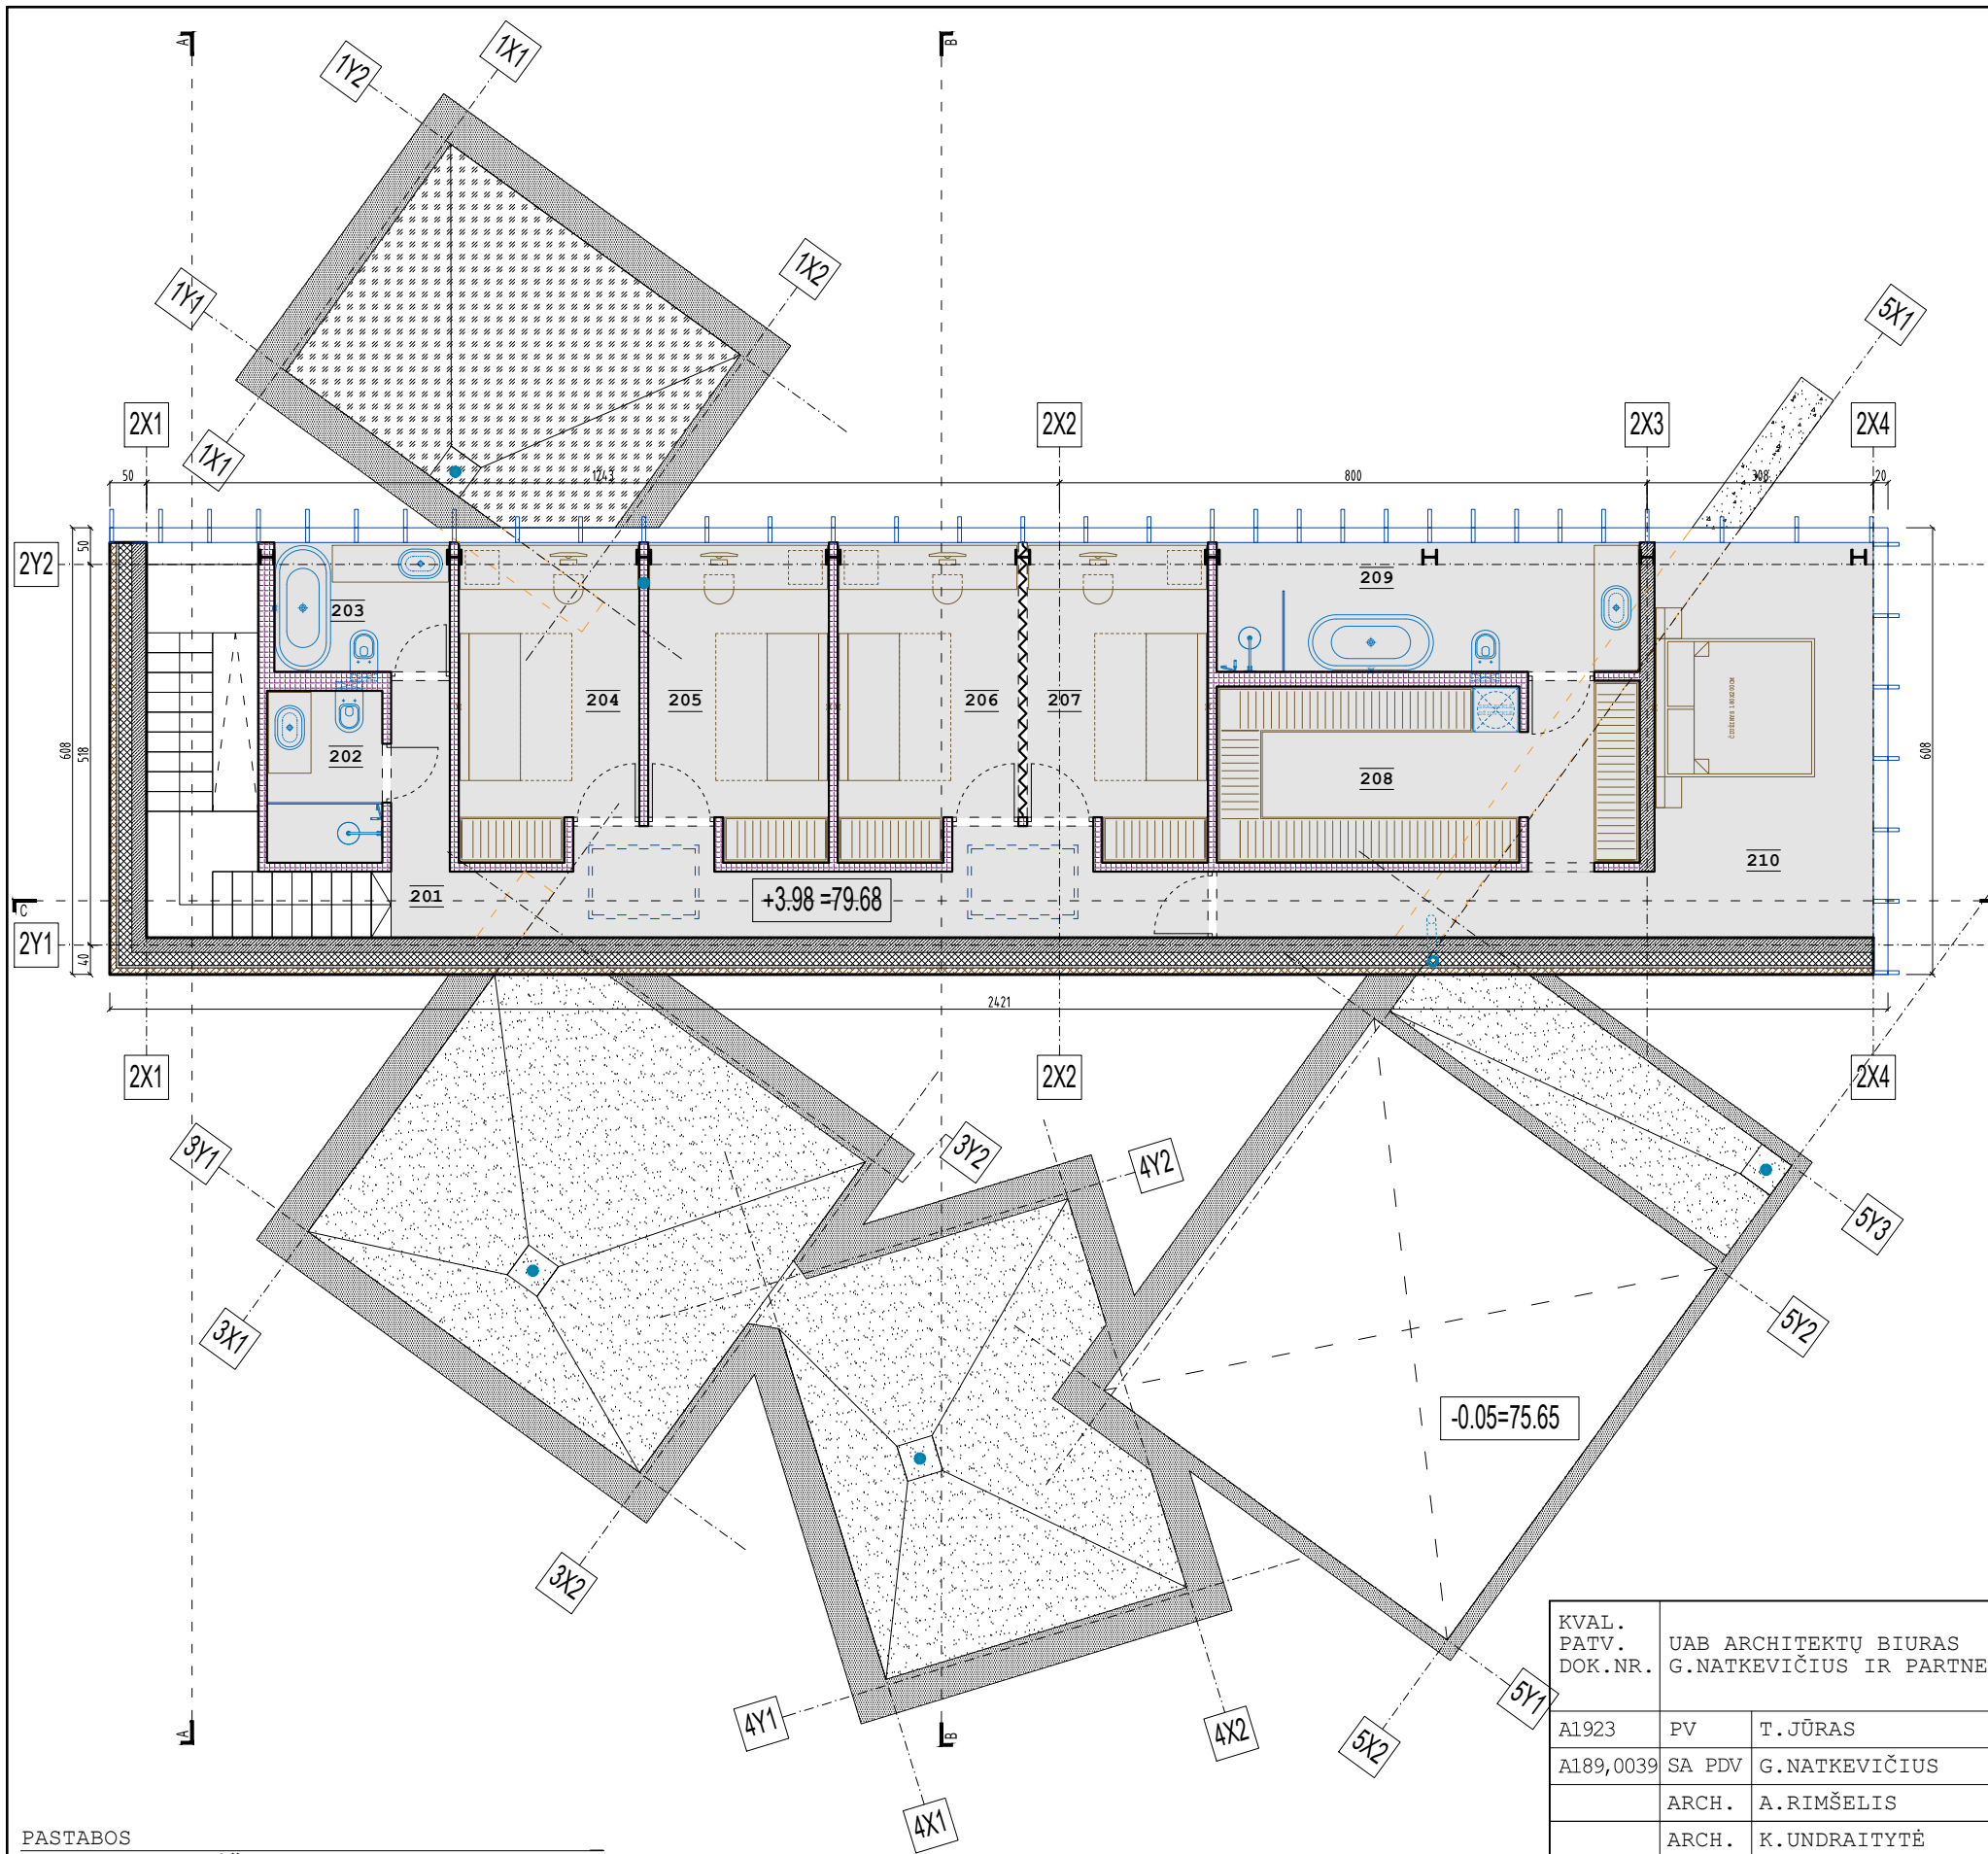 A
B
1X1
1Y2
1X2
1Y1
5X1
1X1
2X1
2X2
2X3
2X4
50
1243
800
308
20
50
2Y2
209
203
204
205
206
207
608
518
608
202
208
210
201
+3.98 =79.68
C
2Y1
40
2421
2X1
2X2
2X4
3Y1
3Y2
4Y2
5Y3
3X1
5Y2
-0.05=75.65
3X2
5Y1
4Y1
4X2
5X2
A
B
4X1
KVAL.
PATV.
DOK.NR.
UAB ARCHITEKTŲ BIURAS
G.NATKEVIČIUS IR PARTNE
A1923 PV T.JŪRAS
A189,0039 SA PDV G.NATKEVIČIUS
ARCH. A.RIMŠELIS
ARCH. K.UNDRAITYTĖ
PASTABOS